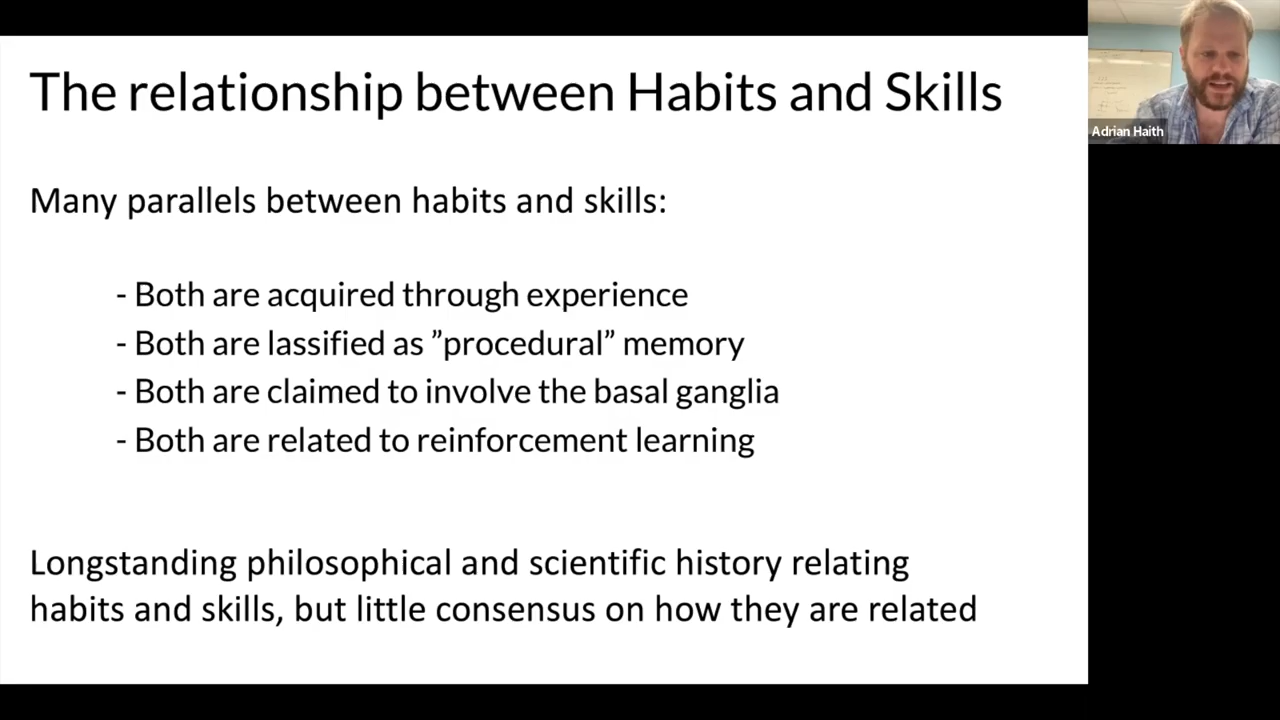 The relationship between Habits and Skills
Adrian Haith
Many parallels between habits and skills:
- Both are acquired through experience
- Both are lassified as ”procedural” memory
- Both are claimed to involve the basal ganglia
- Both are related to reinforcement learning
Longstanding philosophical and scientific history relating
habits and skills, but little consensus on how they are related